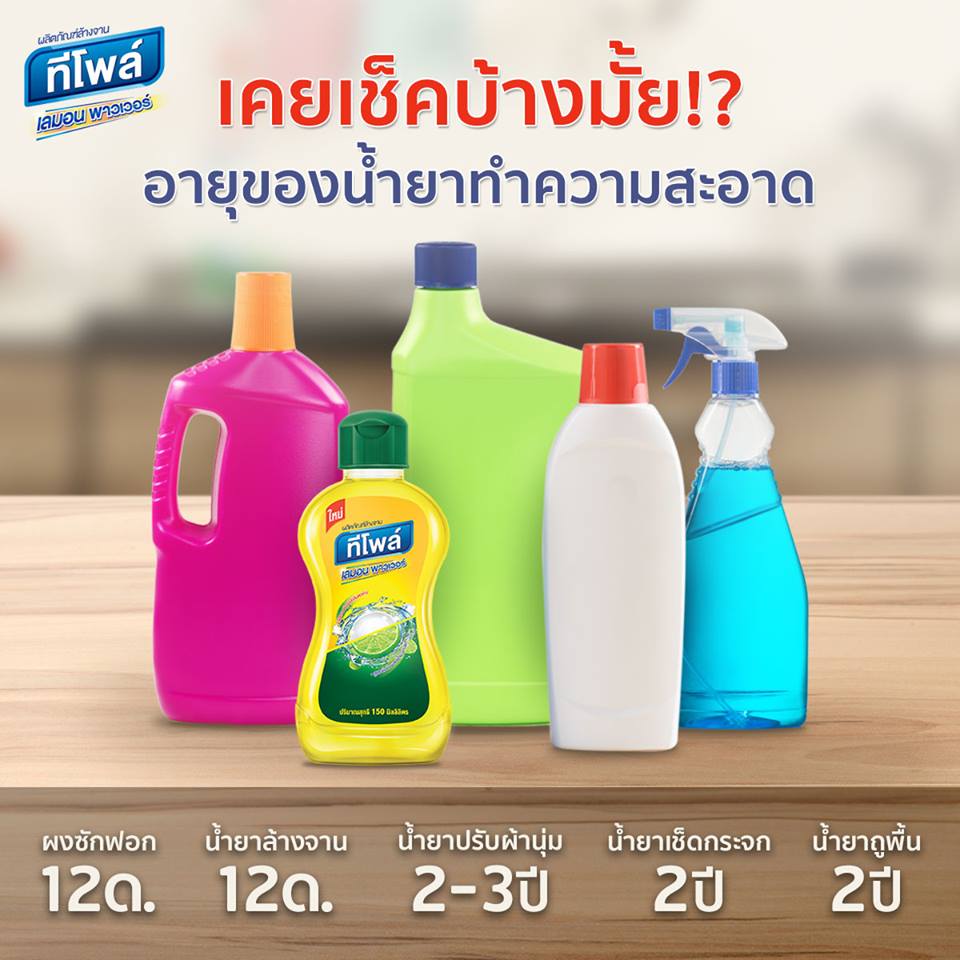 ผลิตภัณฑ์ล้างจาน
ทีโพล์
เลมอน พาวเวอร์
เคยเช็คบ้างมั้ย!?
อายุของน้ำยาทำความสะอาด
ใหม่
ผลิตภัณฑ์ล้างจาน
ทีโพล์
เลมอน พาวเวอร์
ปริมาณสุทธิ 150 มิลลิลิตร
ผงซักฟอก
12ด.
น้ำยาล้างจาน
12ด.
น้ำยาปรับผ้านุ่ม
2-3ปี
น้ำยาเช็ดกระจก
2ปี
น้ำยาถูพื้น
2ปี